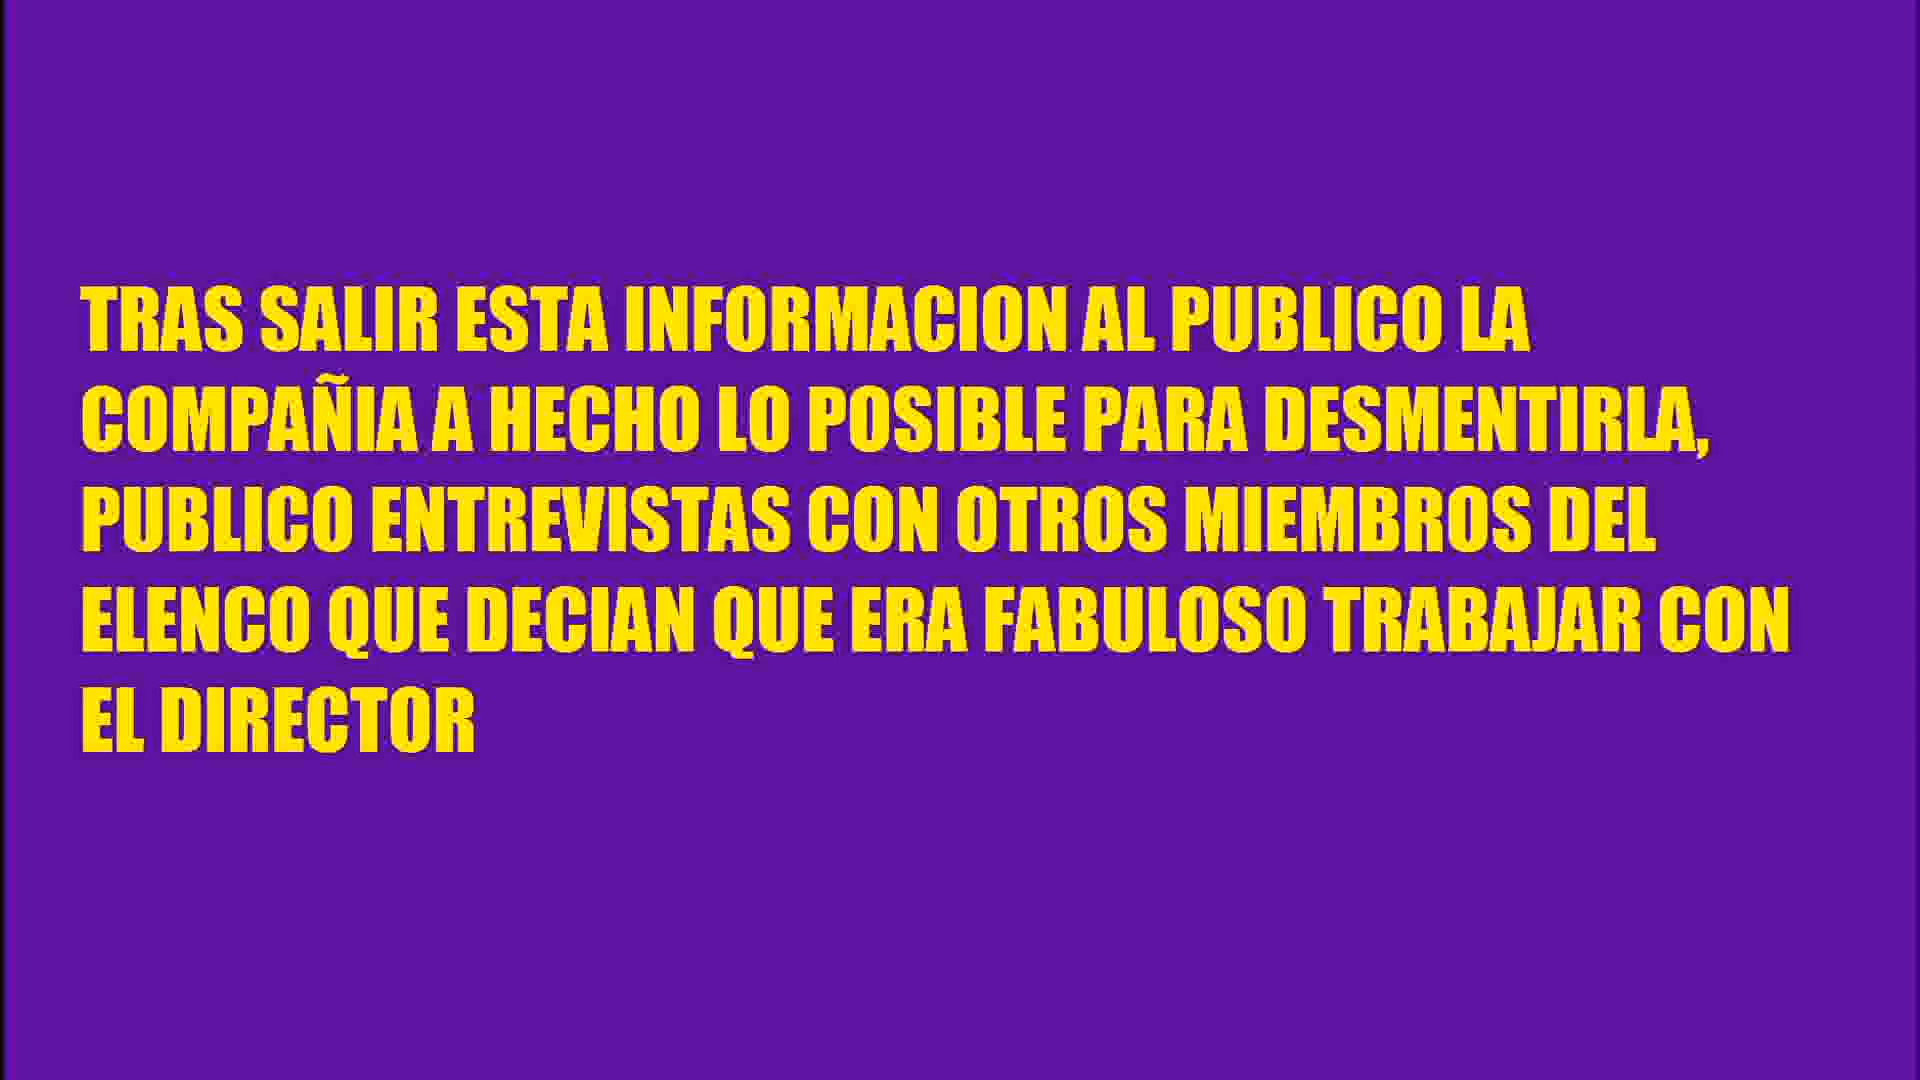 TRAS SALIR ESTA INFORMACION AL PUBLICO LA
COMPAÑIA A HECHO LO POSIBLE PARA DESMENTIRLA,
PUBLICO ENTREVISTAS CON OTROS MIEMBROS DEL
ELENCO QUE DECIAN QUE ERA FABULOSO TRABAJAR CON
EL DIRECTOR